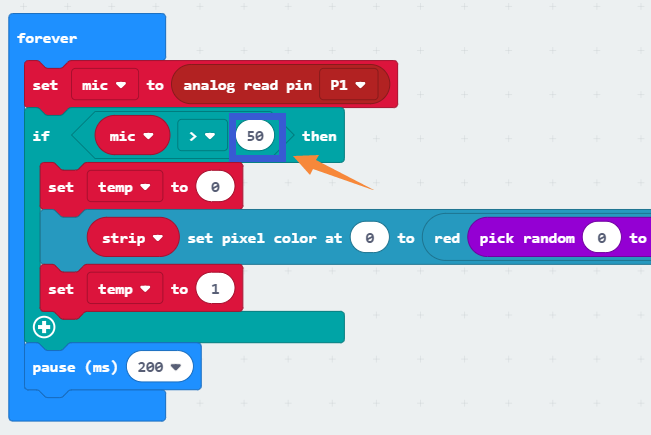 forever
set mic to analog read pin P1
if mic > 50 then
set temp to 0
strip set pixel color at 0 to red pick random 0 to
set temp to 1
pause (ms) 200